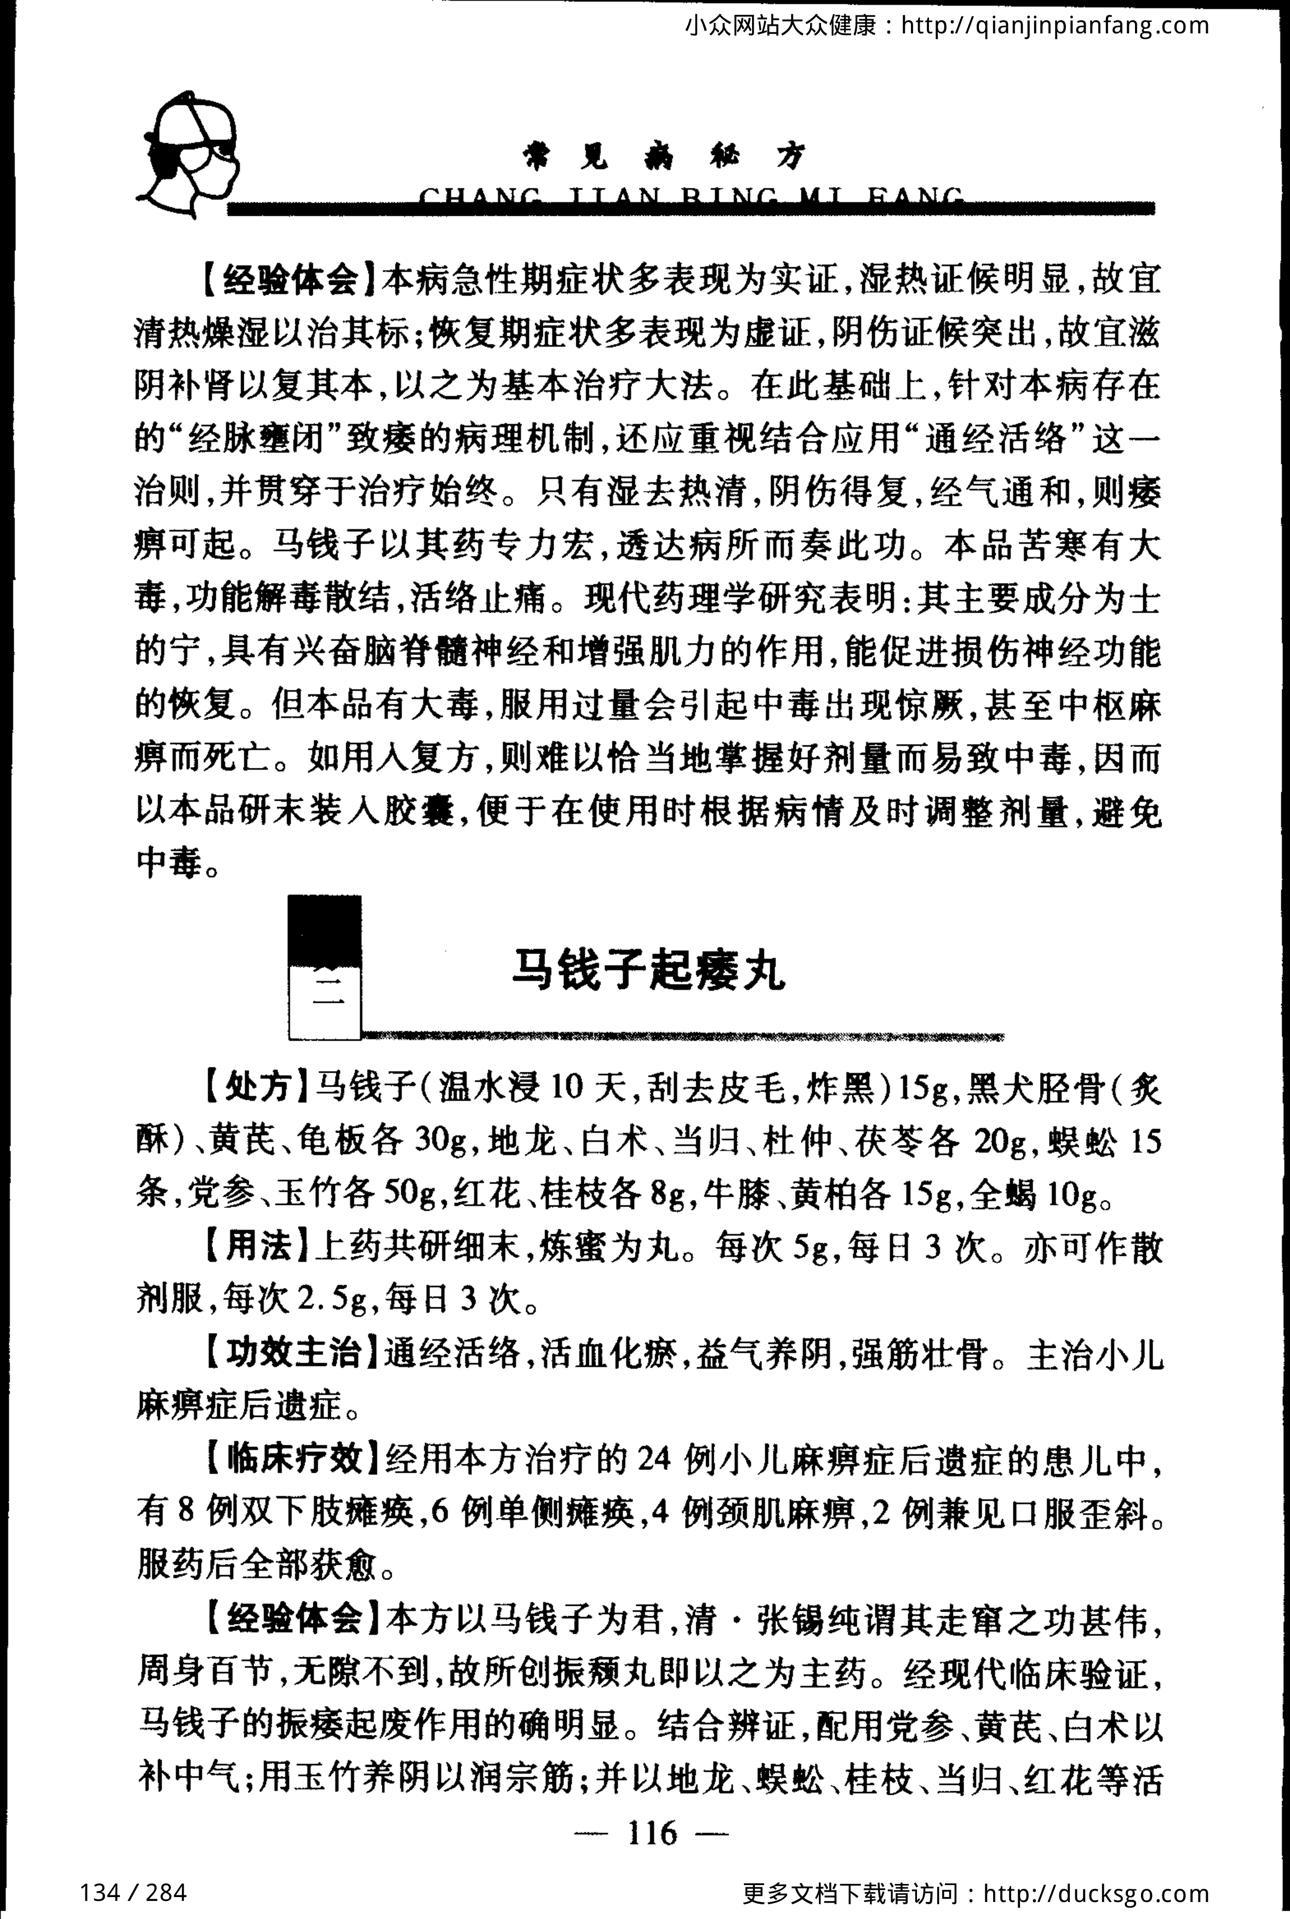 小众网站大众健康：http://qianjinpianfang.com
常见病秘方
CHANG JIAN BING MI FANG
【经验体会】本病急性期症状多表现为实证,湿热证候明显,故宜
清热燥湿以治其标;恢复期症状多表现为虚证,阴伤证候突出,故宜滋
阴补肾以复其本,以之为基本治疗大法。在此基础上,针对本病存在
的“经脉壅闭”致痿的病理机制,还应重视结合应用“通经活络”这一
治则,并贯穿于治疗始终。只有湿去热清,阴伤得复,经气通和,则痿
痹可起。马钱子以其药专力宏,透达病所而奏此功。本品苦寒有大
毒,功能解毒散结,活络止痛。现代药理学研究表明:其主要成分为士
的宁,具有兴奋脑脊髓神经和增强肌力的作用,能促进损伤神经功能
的恢复。但本品有大毒,服用过量会引起中毒出现惊厥,甚至中枢麻
痹而死亡。如用入复方,则难以恰当地掌握好剂量而易致中毒,因而
以本品研末装入胶囊,便于在使用时根据病情及时调整剂量,避免
中毒。
二
马钱子起痿丸
【处方】马钱子(温水浸10天,刮去皮毛,炸黑)15g,黑犬胫骨(炙
酥)、黄芪、龟板各30g,地龙、白术、当归、杜仲、茯苓各20g,蜈蚣15
条,党参、玉竹各50g,红花、桂枝各8g,牛膝、黄柏各15g,全蝎10g。
【用法】上药共研细末,炼蜜为丸。每次5g,每日3次。亦可作散
剂服,每次2.5g,每日3次。
【功效主治】通经活络,活血化瘀,益气养阴,强筋壮骨。主治小儿
麻痹症后遗症。
【临床疗效】经用本方治疗的24例小儿麻痹症后遗症的患儿中,
有8例双下肢瘫痪,6例单侧瘫痪,4例颈肌麻痹,2例兼见口服歪斜。
服药后全部获愈。
【经验体会】本方以马钱子为君,清·张锡纯谓其走窜之功甚伟,
周身百节,无隙不到,故所创振颓丸即以之为主药。经现代临床验证,
马钱子的振痿起废作用的确明显。结合辨证,配用党参、黄芪、白术以
补中气;用玉竹养阴以润宗筋;并以地龙、蜈蚣、桂枝、当归、红花等活
— 116 —
134 / 284
更多文档下载请访问：http://ducksgo.com